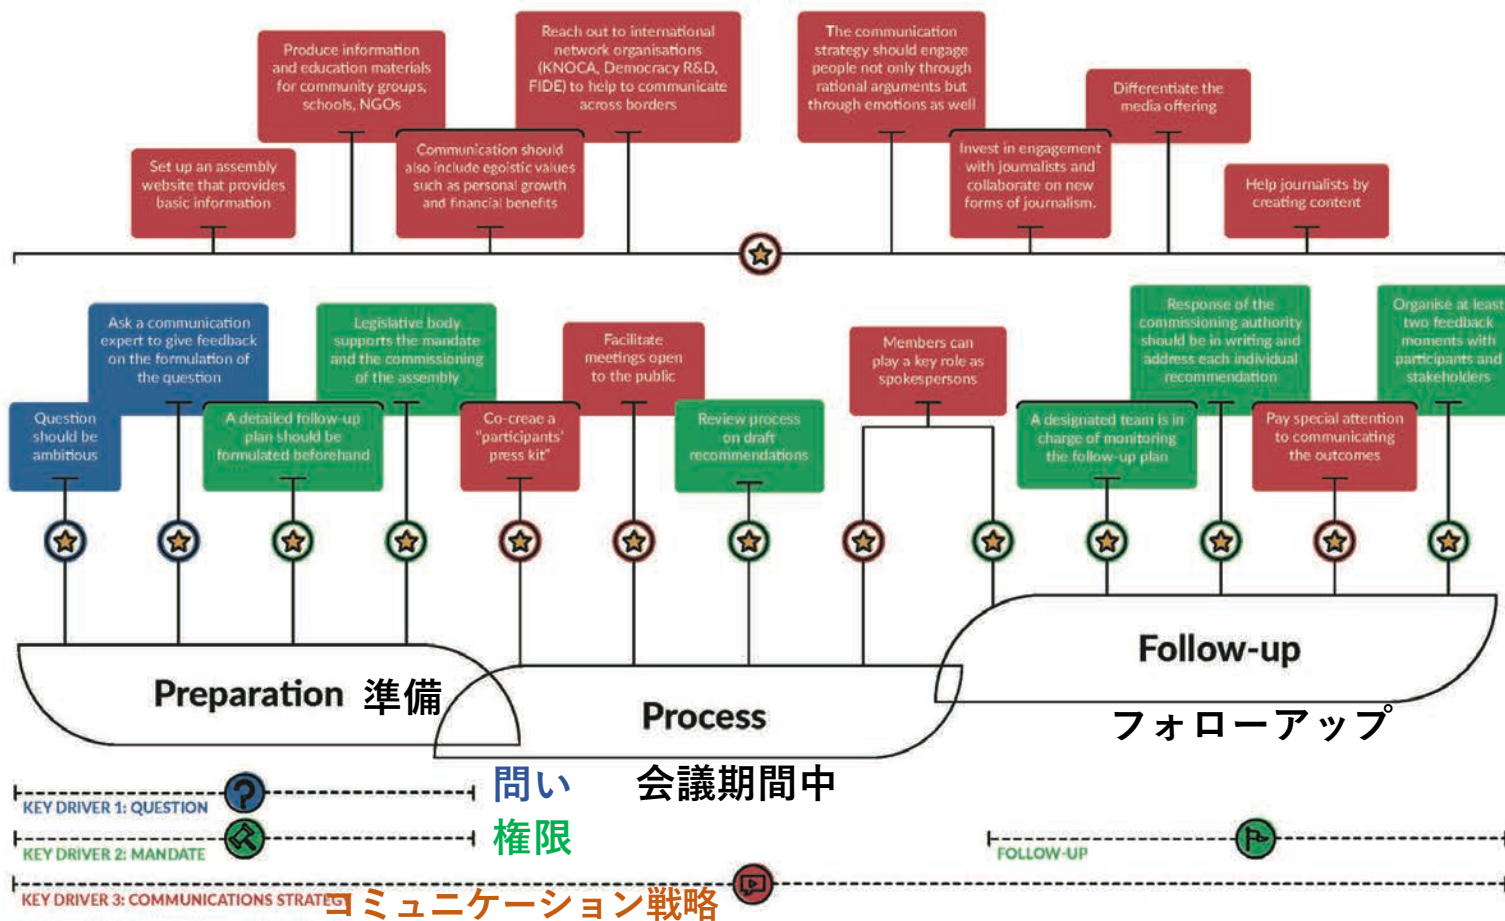 Produce information
and education materials
for community groups,
schools, NGOs
Reach out to international
network organisations
(KNOCA, Democracy R&D,
FIDE) to help to communicate
across borders
The communication
strategy should engage
people not only through
rational arguments but
through emotions as well
Differentiate the
media offering
Set up an assembly
website that provides
basic information
Communication should
also include egoistic values
such as personal growth
and financial benefits
Invest in engagement
with journalists and
collaborate on new
forms of journalism.
Help journalists by
creating content
Question
should be
ambitious
Ask a communication
expert to give feedback
on the formulation of
the question
A detailed follow-up
plan should be
formulated beforehand
Legislative body
supports the mandate
and the commissioning
of the assembly
Co-creae a
"participants'
press kit"
Facilitate
meetings open
to the public
Review process
on draft
recommendations
Members can
play a key role as
spokespersons
A designated team is in
charge of monitoring
the follow-up plan
Response of the
commissioning authority
should be in writing and
address each individual
recommendation
Pay special attention
to communicating
the outcomes
Organise at least
two feedback
moments with
participants and
stakeholders
Preparation 準備
Process
会議期間中
Follow-up
フォローアップ
KEY DRIVER 1: QUESTION
問い
KEY DRIVER 2: MANDATE
権限
FOLLOW-UP
KEY DRIVER 3: COMMUNICATIONS STRATEGY
コミュニケーション戦略